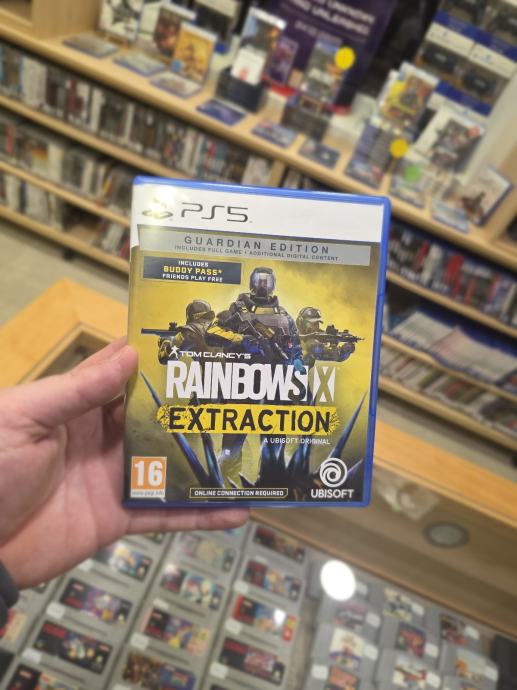 PS5
GUARDIAN EDITION
INCLUDES FULL GAME • ADDITIONAL DIGITAL CONTENT
INCLUDES
BUDDY PASS*
FRIENDS PLAY FREE
TOM CLANCY'S
RAINBOW SIX
EXTRACTION
A UBISOFT ORIGINAL
16
www.pegi.info
ONLINE CONNECTION REQUIRED
UBISOFT